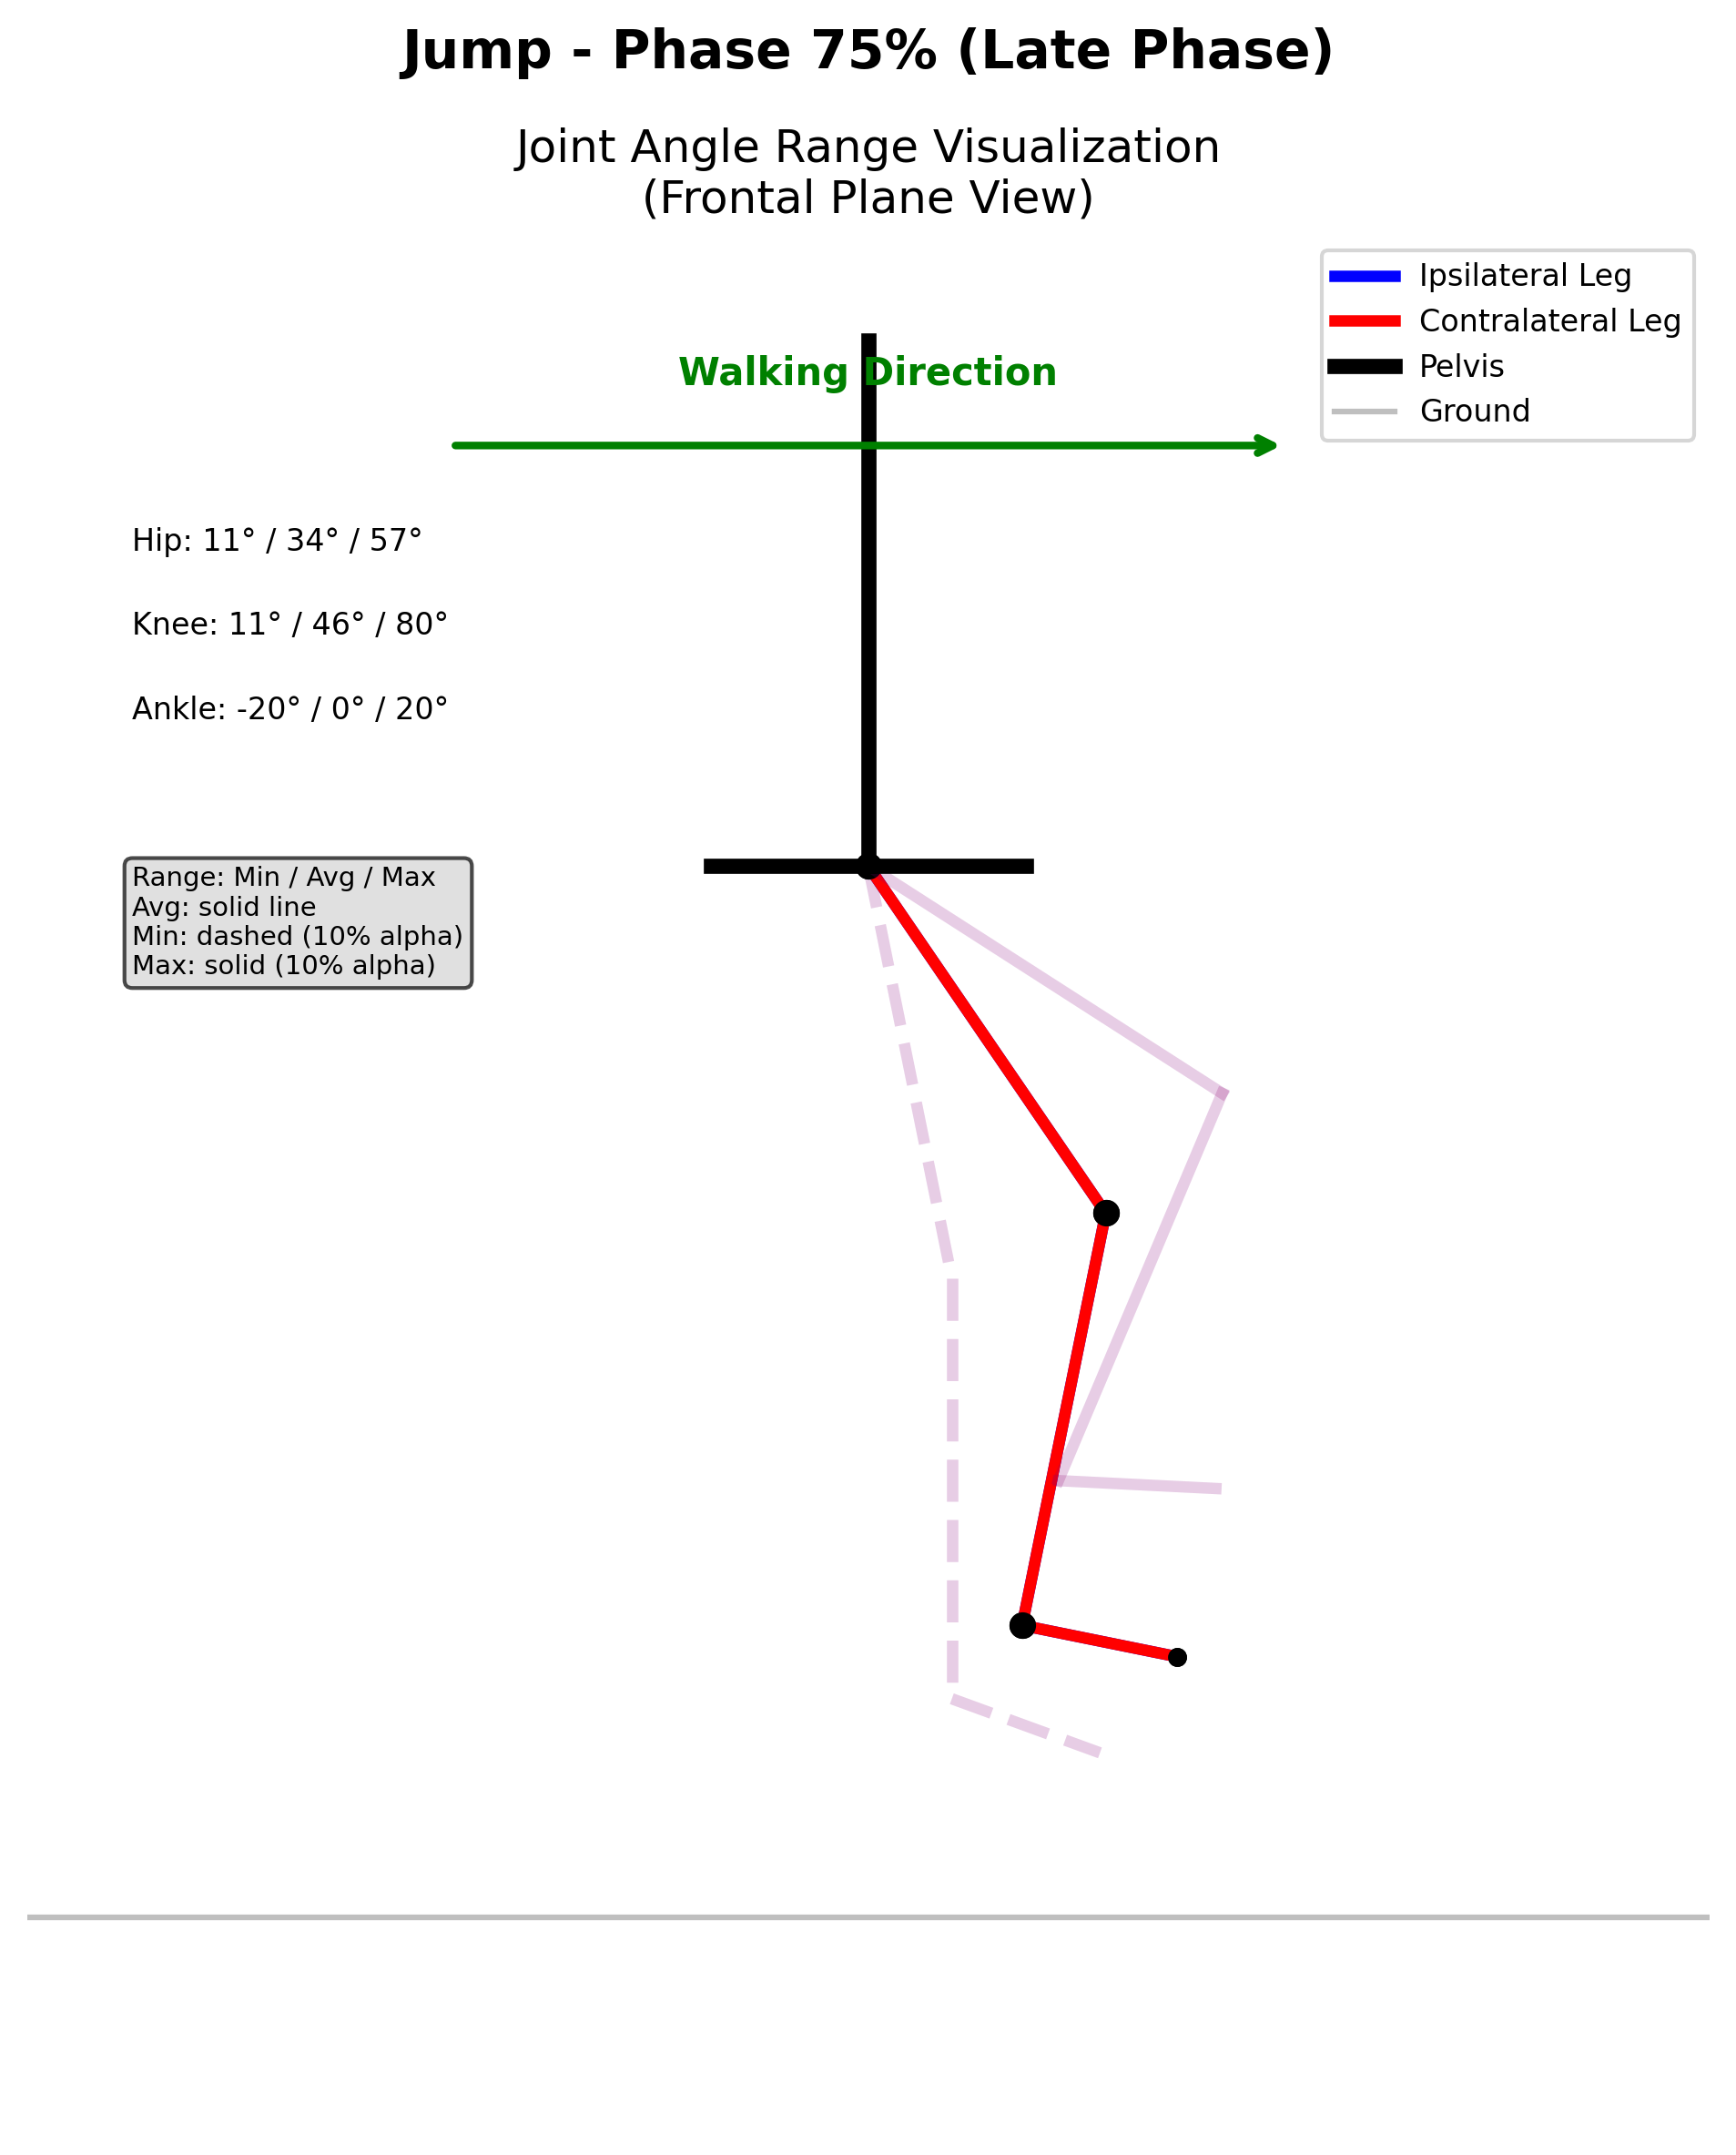 Jump - Phase 75% (Late Phase)
Joint Angle Range Visualization
(Frontal Plane View)
Ipsilateral Leg
Contralateral Leg
Pelvis
Ground
Walking Direction
Hip: 11° / 34° / 57°
Knee: 11° / 46° / 80°
Ankle: -20° / 0° / 20°
Range: Min / Avg / Max
Avg: solid line
Min: dashed (10% alpha)
Max: solid (10% alpha)